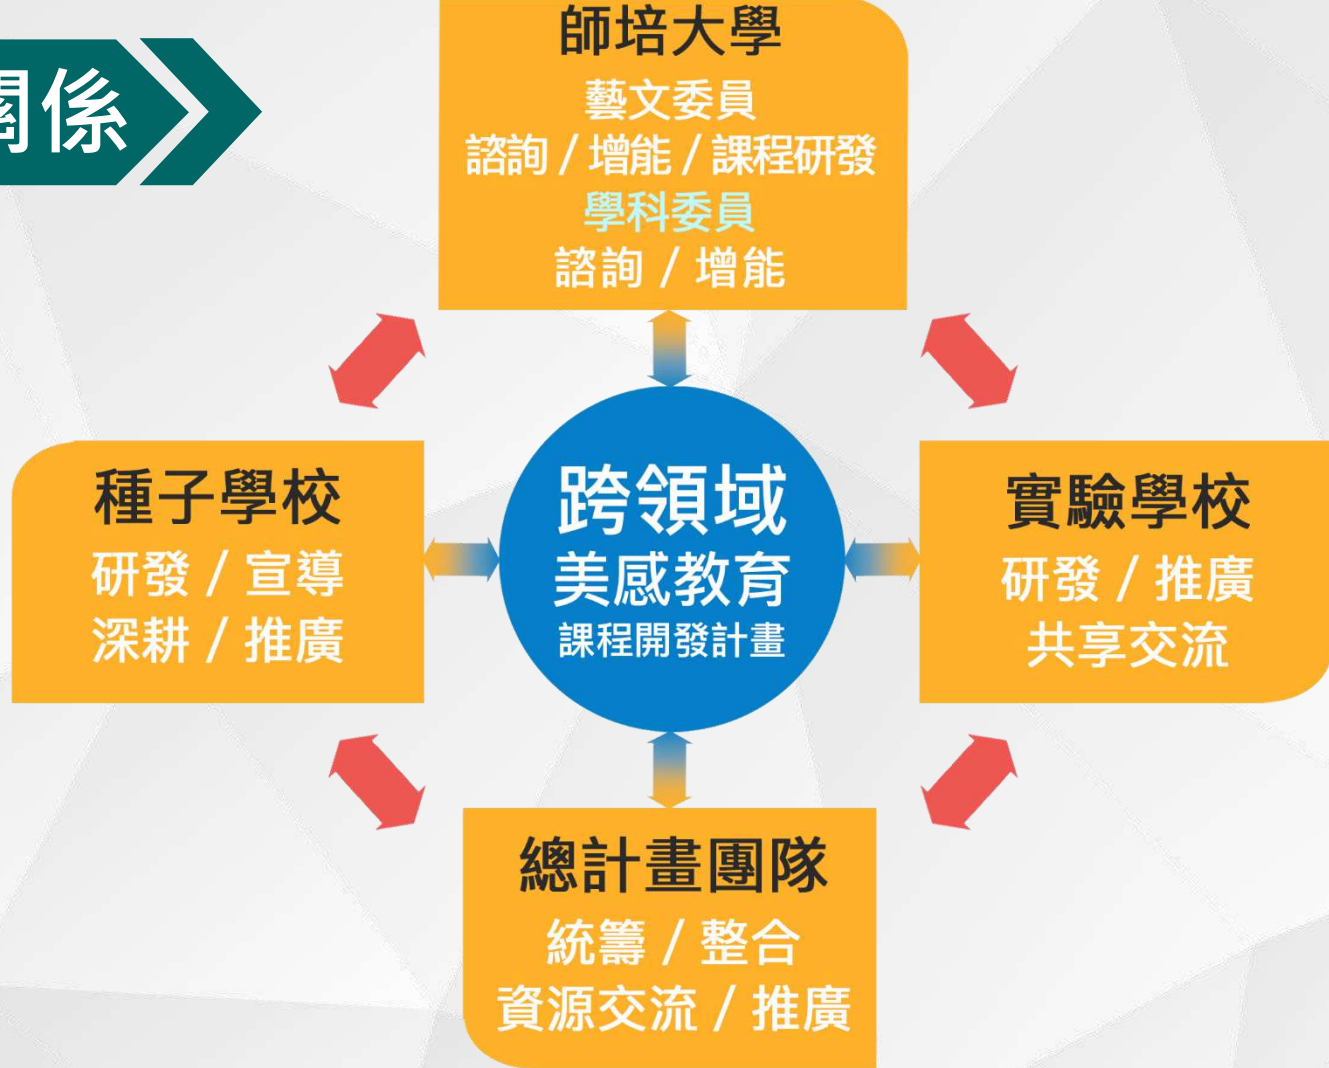 關係
師培大學
藝文委員
諮詢 / 增能 / 課程研發
學科委員
諮詢 / 增能
種子學校
研發 / 宣導
深耕 / 推廣
跨領域
美感教育
課程開發計畫
實驗學校
研發 / 推廣
共享交流
總計畫團隊
統籌 / 整合
資源交流 / 推廣